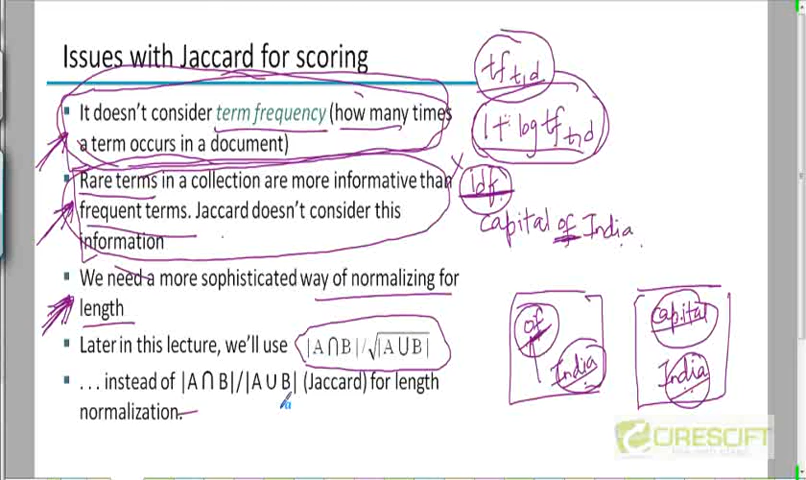 Issues with Jaccard for scoring
It doesn't consider term frequency (how many times
a term occurs in a document)
Rare terms in a collection are more informative than
frequent terms. Jaccard doesn't consider this
information
We need a more sophisticated way of normalizing for
length
Later in this lecture, we'll use |A∩B|/√|A∪B|
… instead of |A∩B|/|A∪B| (Jaccard) for length
normalization.
tf t,d
1+ log tf t,d
idf
Capital of India
of
India
Capital
India